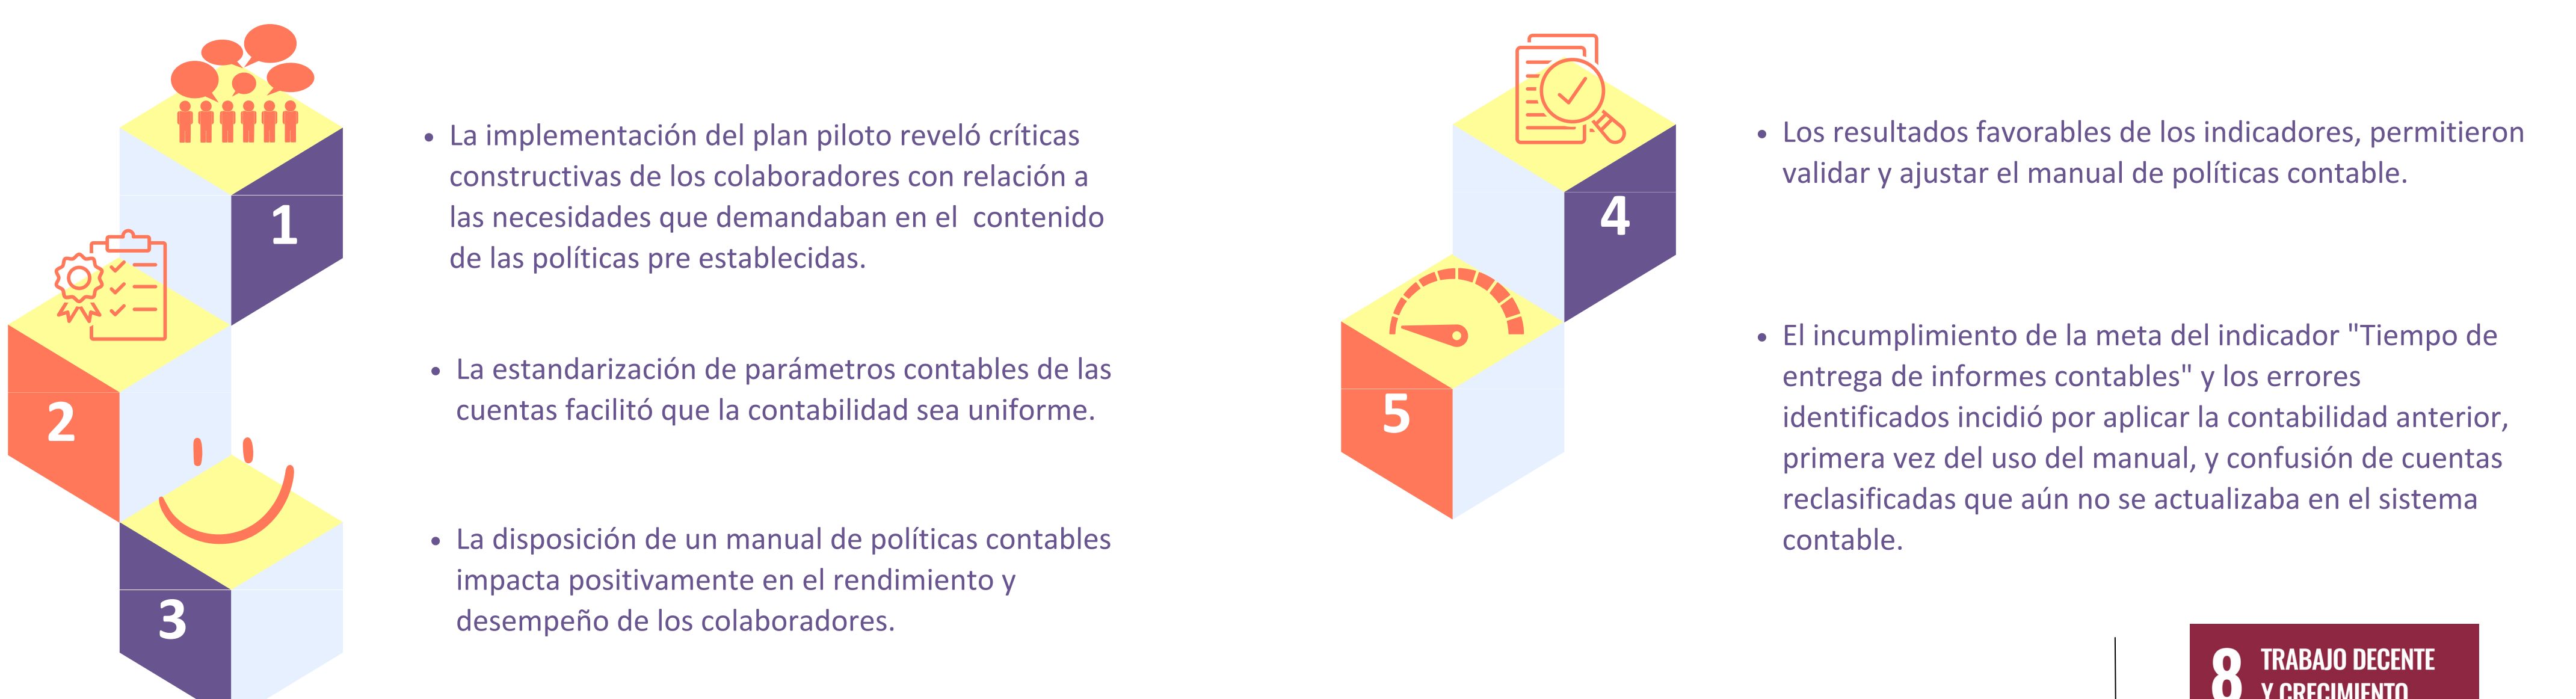 1
• La implementación del plan piloto reveló críticas
constructivas de los colaboradores con relación a
las necesidades que demandaban en el  contenido
de las políticas pre establecidas.
2
• La estandarización de parámetros contables de las
cuentas facilitó que la contabilidad sea uniforme.
3
• La disposición de un manual de políticas contables
impacta positivamente en el rendimiento y
desempeño de los colaboradores.
4
• Los resultados favorables de los indicadores, permitieron
validar y ajustar el manual de políticas contable.
5
• El incumplimiento de la meta del indicador "Tiempo de
entrega de informes contables" y los errores
identificados incidió por aplicar la contabilidad anterior,
primera vez del uso del manual, y confusión de cuentas
reclasificadas que aún no se actualizaba en el sistema
contable.
8 TRABAJO DECENTE
Y CRECIMIENTO